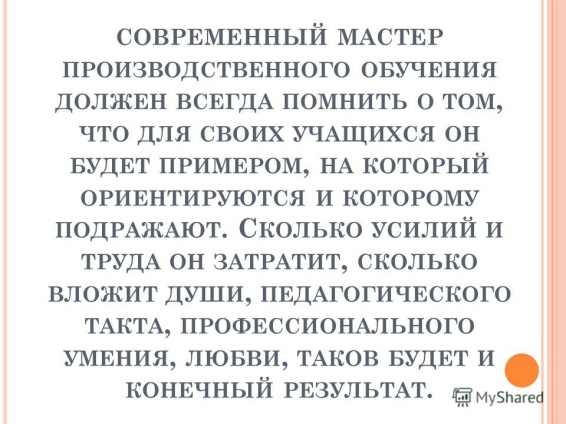 СОВРЕМЕННЫЙ МАСТЕР
ПРОИЗВОДСТВЕННОГО ОБУЧЕНИЯ
ДОЛЖЕН ВСЕГДА ПОМНИТЬ О ТОМ,
ЧТО ДЛЯ СВОИХ УЧАЩИХСЯ ОН
БУДЕТ ПРИМЕРОМ, НА КОТОРЫЙ
ОРИЕНТИРУЮТСЯ И КОТОРОМУ
ПОДРАЖАЮТ. СКОЛЬКО УСИЛИЙ И
ТРУДА ОН ЗАТРАТИТ, СКОЛЬКО
ВЛОЖИТ ДУШИ, ПЕДАГОГИЧЕСКОГО
ТАКТА, ПРОФЕССИОНАЛЬНОГО
УМЕНИЯ, ЛЮБВИ, ТАКОВ БУДЕТ И
КОНЕЧНЫЙ РЕЗУЛЬТАТ.
MyShared